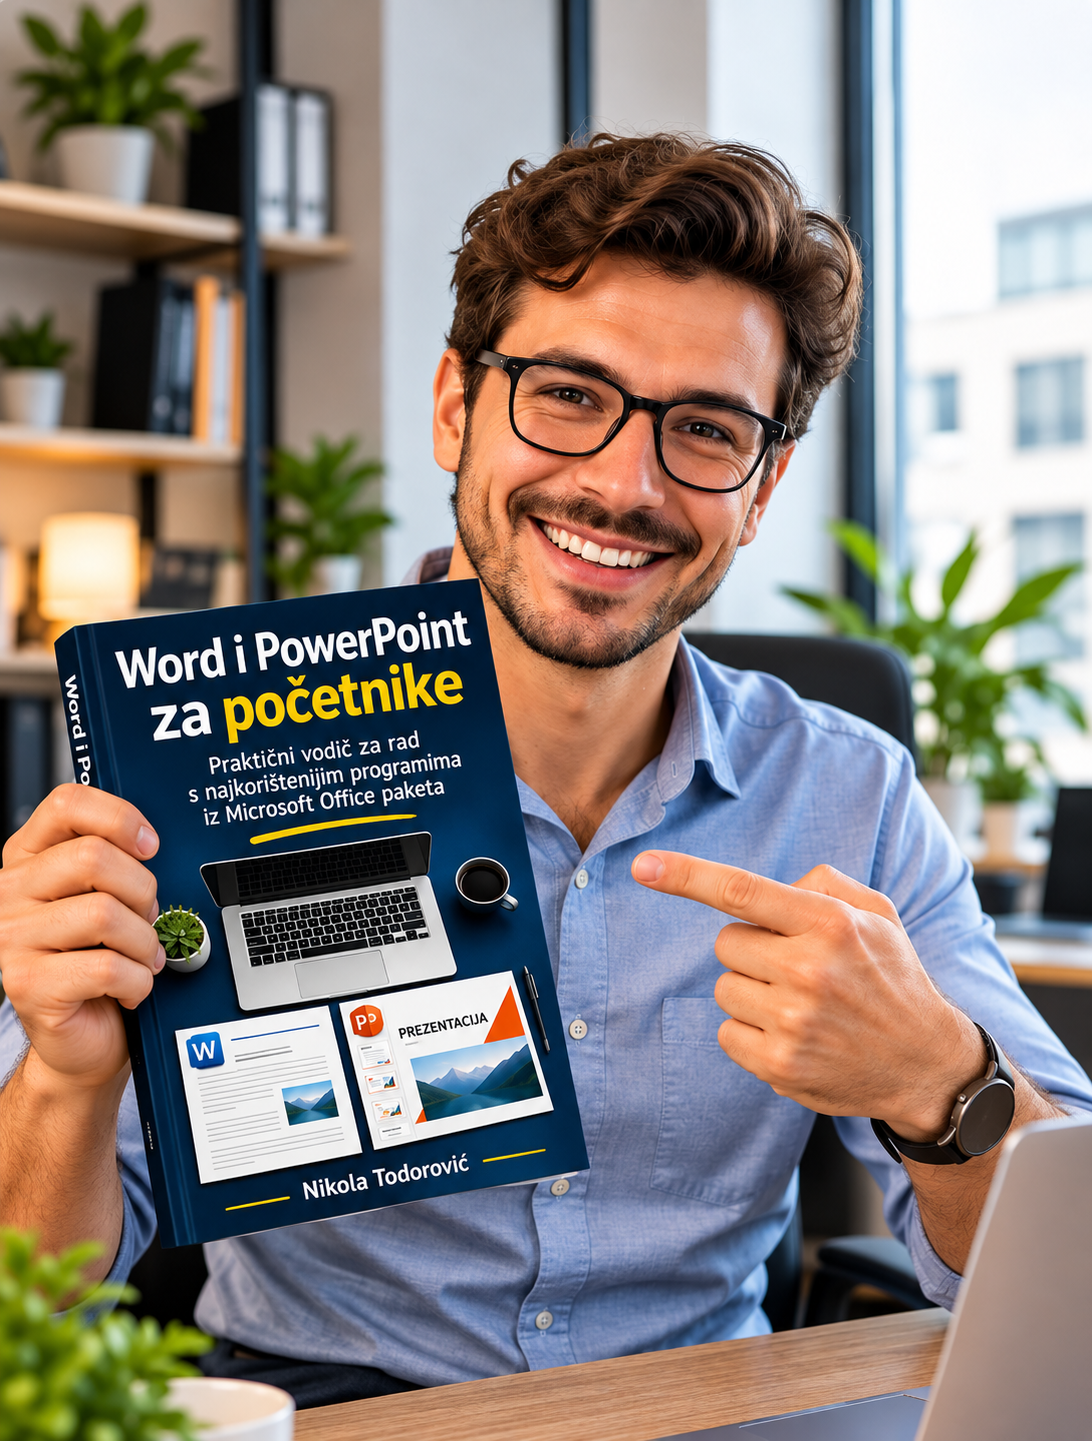 Word i PowerPoint
za početnike
Praktični vodič za rad
s najkorištenijim programima
iz Microsoft Office paketa
W
P
PREZENTACIJA
Nikola Todorović
Word i Po